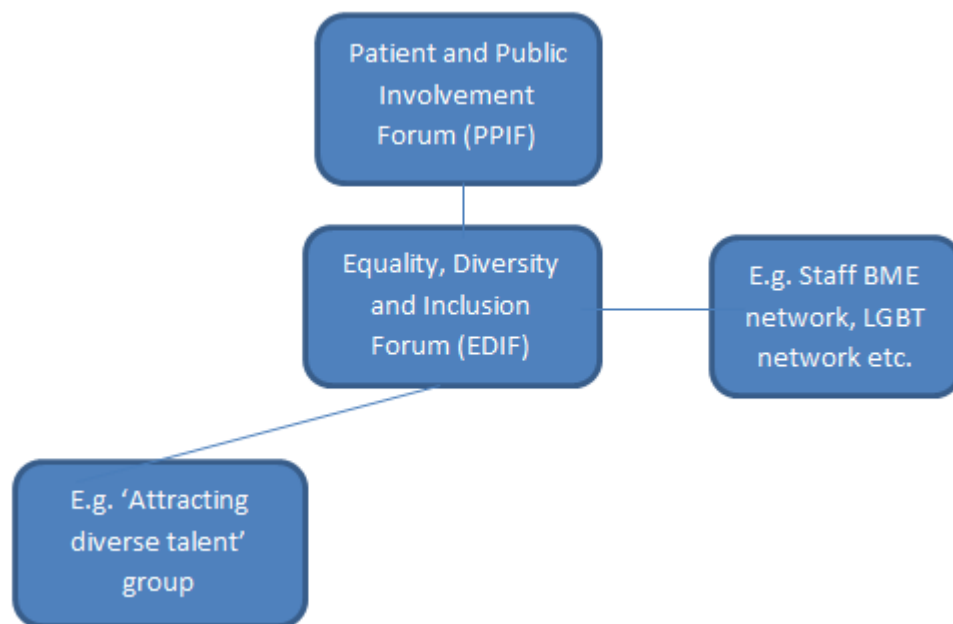 Patient and Public
Involvement
Forum (PPIF)
Equality, Diversity
and Inclusion
Forum (EDIF)
E.g. Staff BME
network, LGBT
network etc.
E.g. ‘Attracting
diverse talent’
group